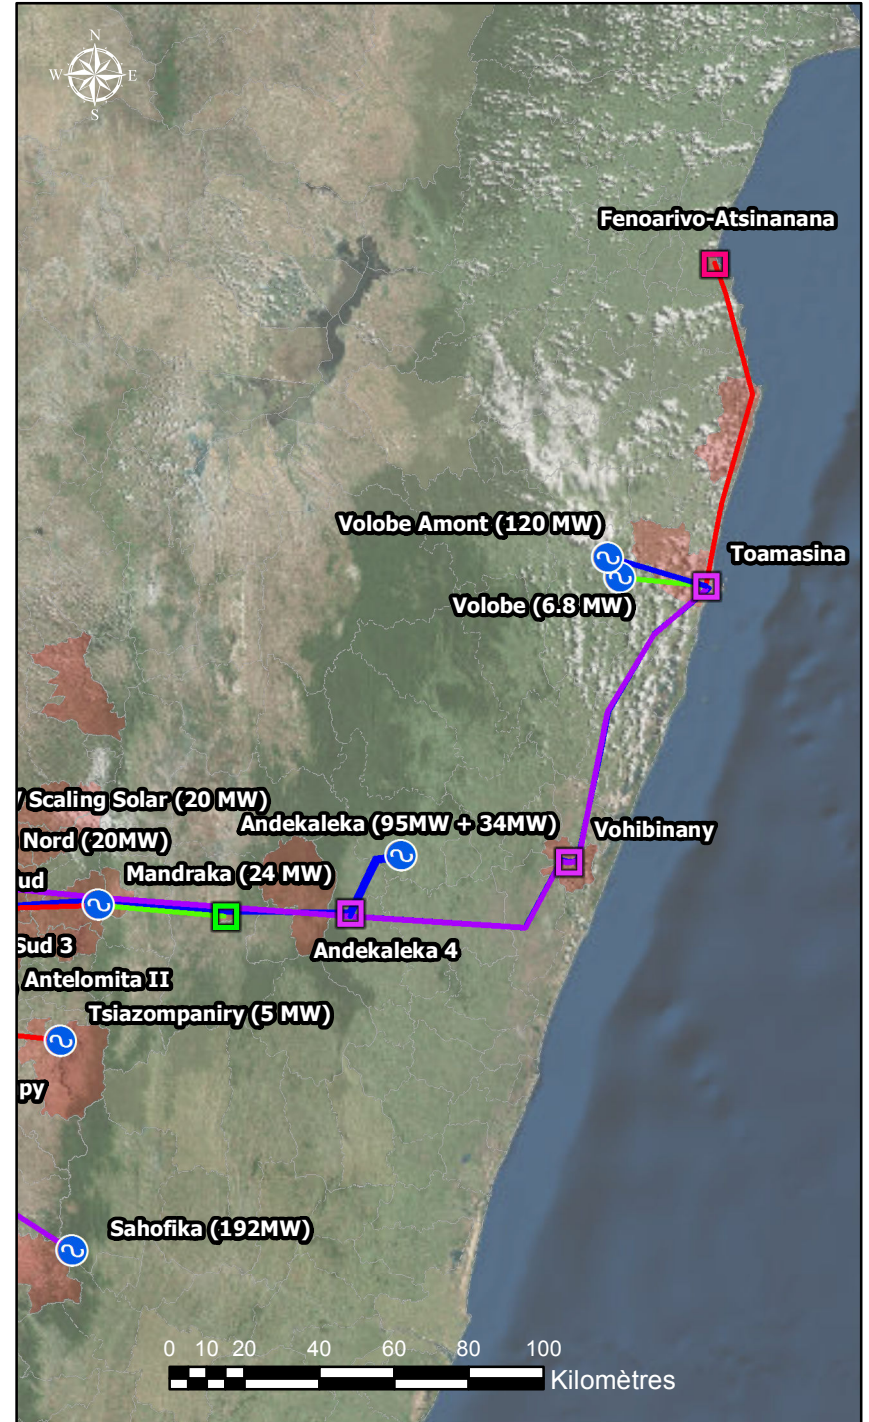 N
W E
S
Fenoarivo-Atsinanana
Volobe Amont (120 MW)
Toamasina
Volobe (6.8 MW)
/ Scaling Solar (20 MW)
Andekaleka (95MW + 34MW)
Vohibinany
Nord (20MW)
Mandraka (24 MW)
ud
Sud 3
Andekaleka 4
Antelomita II
Tsiazompaniry (5 MW)
py
Sahofika (192MW)
0 10 20 40 60 80 100
Kilomètres